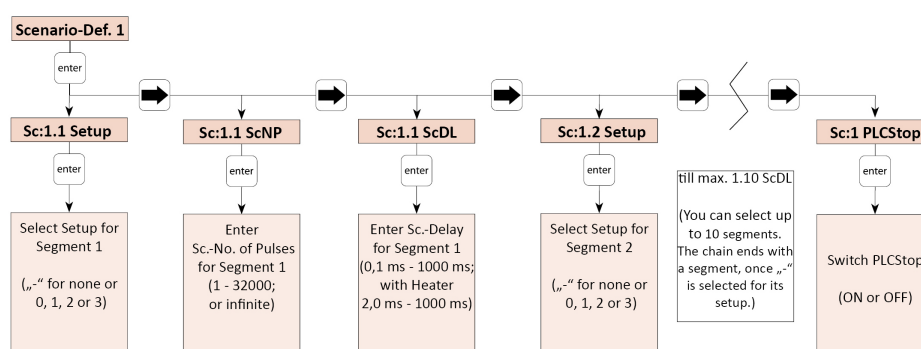 Scenario-Def. 1
enter
Sc:1.1 Setup
Sc:1.1 ScNP
Sc:1.1 ScDL
Sc:1.2 Setup
Sc:1 PLCStop
enter
enter
enter
enter
enter
Select Setup for
Segment 1
(„-“ for none or
0, 1, 2 or 3)
Enter
Sc.-No. of Pulses
for Segment 1
(1 - 32000;
or infinite)
Enter Sc.-Delay
for Segment 1
(0,1 ms - 1000 ms;
with Heater
2,0 ms - 1000 ms)
Select Setup for
Segment 2
(„-“ for none or
0, 1, 2 or 3)
till max. 1.10 ScDL
(You can select up
to 10 segments.
The chain ends with
a segment, once „-“
is selected for its
setup.)
Switch PLCStop
(ON or OFF)